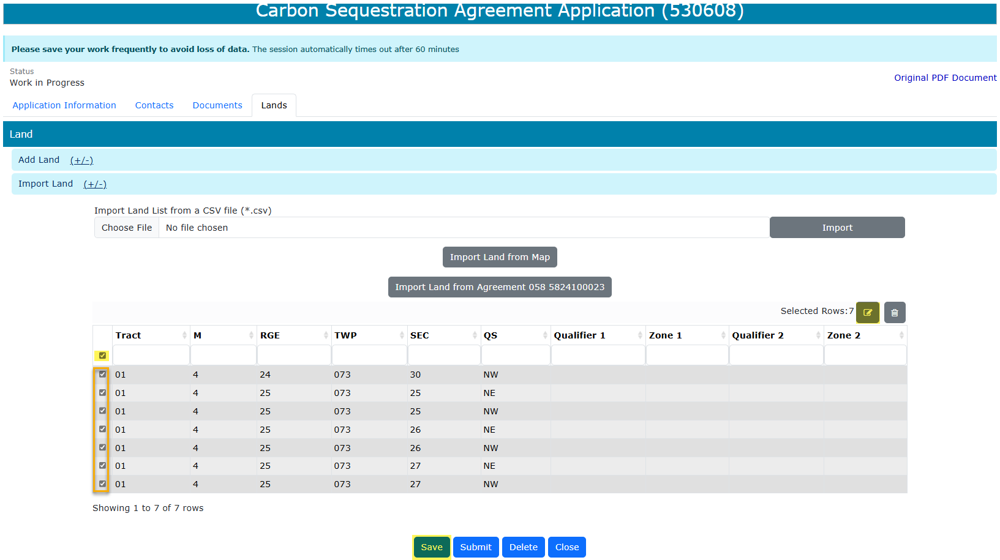 Carbon Sequestration Agreement Application (530608)
Please save your work frequently to avoid loss of data. The session automatically times out after 60 minutes
Status
Work in Progress
Original PDF Document
Application Information Contacts Documents Lands
Land
Add Land (+/-)
Import Land (+/-)
Import Land List from a CSV file (*.csv)
Choose File No file chosen Import
Import Land from Map
Import Land from Agreement 058 5824100023
Selected Rows:7
Tract M RGE TWP SEC QS Qualifier 1 Zone 1 Qualifier 2 Zone 2
01 4 24 073 30 NW
01 4 25 073 25 NE
01 4 25 073 25 NW
01 4 25 073 26 NE
01 4 25 073 26 NW
01 4 25 073 27 NE
01 4 25 073 27 NW
Showing 1 to 7 of 7 rows
Save Submit Delete Close